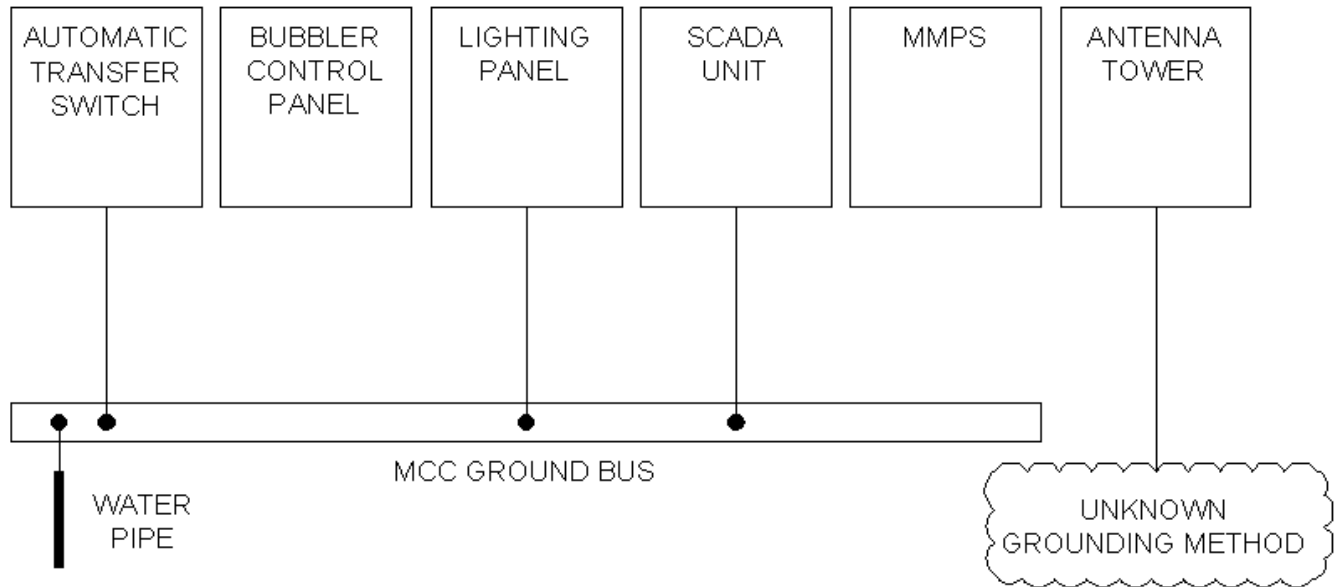 AUTOMATIC
TRANSFER
SWITCH
BUBBLER
CONTROL
PANEL
LIGHTING
PANEL
SCADA
UNIT
MMPS
ANTENNA
TOWER
MCC GROUND BUS
WATER
PIPE
UNKNOWN
GROUNDING METHOD